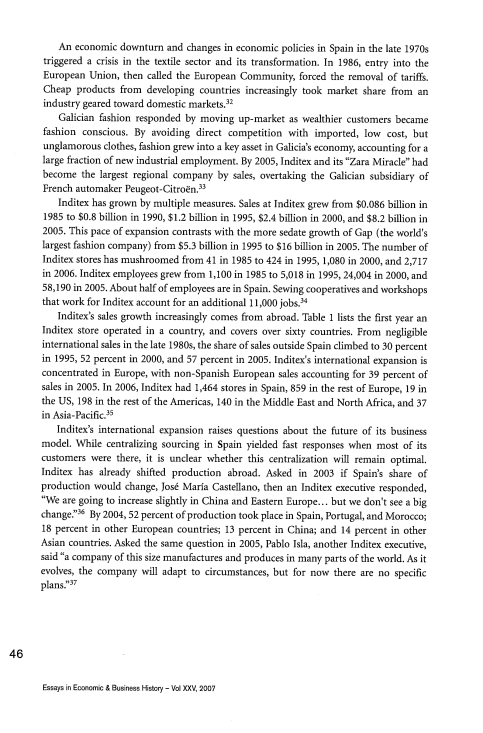 An economic downturn and changes in economic policies in Spain in the late 1970s
triggered a crisis in the textile sector and its transformation. In 1986, entry into the
European Union, then called the European Community, forced the removal of tariffs.
Cheap products from developing countries increasingly took market share from an
industry geared toward domestic markets.32
Galician fashion responded by moving up-market as wealthier customers became
fashion conscious. By avoiding direct competition with imported, low cost, but
unglamorous clothes, fashion grew into a key asset in Galicia's economy, accounting for a
large fraction of new industrial employment. By 2005, Inditex and its "Zara Miracle" had
become the largest regional company by sales, overtaking the Galician subsidiary of
French automaker Peugeot-Citroën.33
Inditex has grown by multiple measures. Sales at Inditex grew from $0.086 billion in
1985 to $0.8 billion in 1990, $1.2 billion in 1995, $2.4 billion in 2000, and $8.2 billion in
2005. This pace of expansion contrasts with the more sedate growth of Gap (the world's
largest fashion company) from $5.3 billion in 1995 to $16 billion in 2005. The number of
Inditex stores has mushroomed from 41 in 1985 to 424 in 1995, 1,080 in 2000, and 2,717
in 2006. Inditex employees grew from 1,100 in 1985 to 5,018 in 1995, 24,004 in 2000, and
58,190 in 2005. About half of employees are in Spain. Sewing cooperatives and workshops
that work for Inditex account for an additional 11,000 jobs.34
Inditex's sales growth increasingly comes from abroad. Table 1 lists the first year an
Inditex store operated in a country, and covers over sixty countries. From negligible
international sales in the late 1980s, the share of sales outside Spain climbed to 30 percent
in 1995, 52 percent in 2000, and 57 percent in 2005. Inditex's international expansion is
concentrated in Europe, with non-Spanish European sales accounting for 39 percent of
sales in 2005. In 2006, Inditex had 1,464 stores in Spain, 859 in the rest of Europe, 19 in
the US, 198 in the rest of the Americas, 140 in the Middle East and North Africa, and 37
in Asia-Pacific.35
Inditex's international expansion raises questions about the future of its business
model. While centralizing sourcing in Spain yielded fast responses when most of its
customers were there, it is unclear whether this centralization will remain optimal.
Inditex has already shifted production abroad. Asked in 2003 if Spain's share of
production would change, José María Castellano, then an Inditex executive responded,
"We are going to increase slightly in China and Eastern Europe... but we don't see a big
change."36 By 2004, 52 percent of production took place in Spain, Portugal, and Morocco;
18 percent in other European countries; 13 percent in China; and 14 percent in other
Asian countries. Asked the same question in 2005, Pablo Isla, another Inditex executive,
said "a company of this size manufactures and produces in many parts of the world. As it
evolves, the company will adapt to circumstances, but for now there are no specific
plans."37
46
Essays in Economic & Business History – Vol XXV, 2007